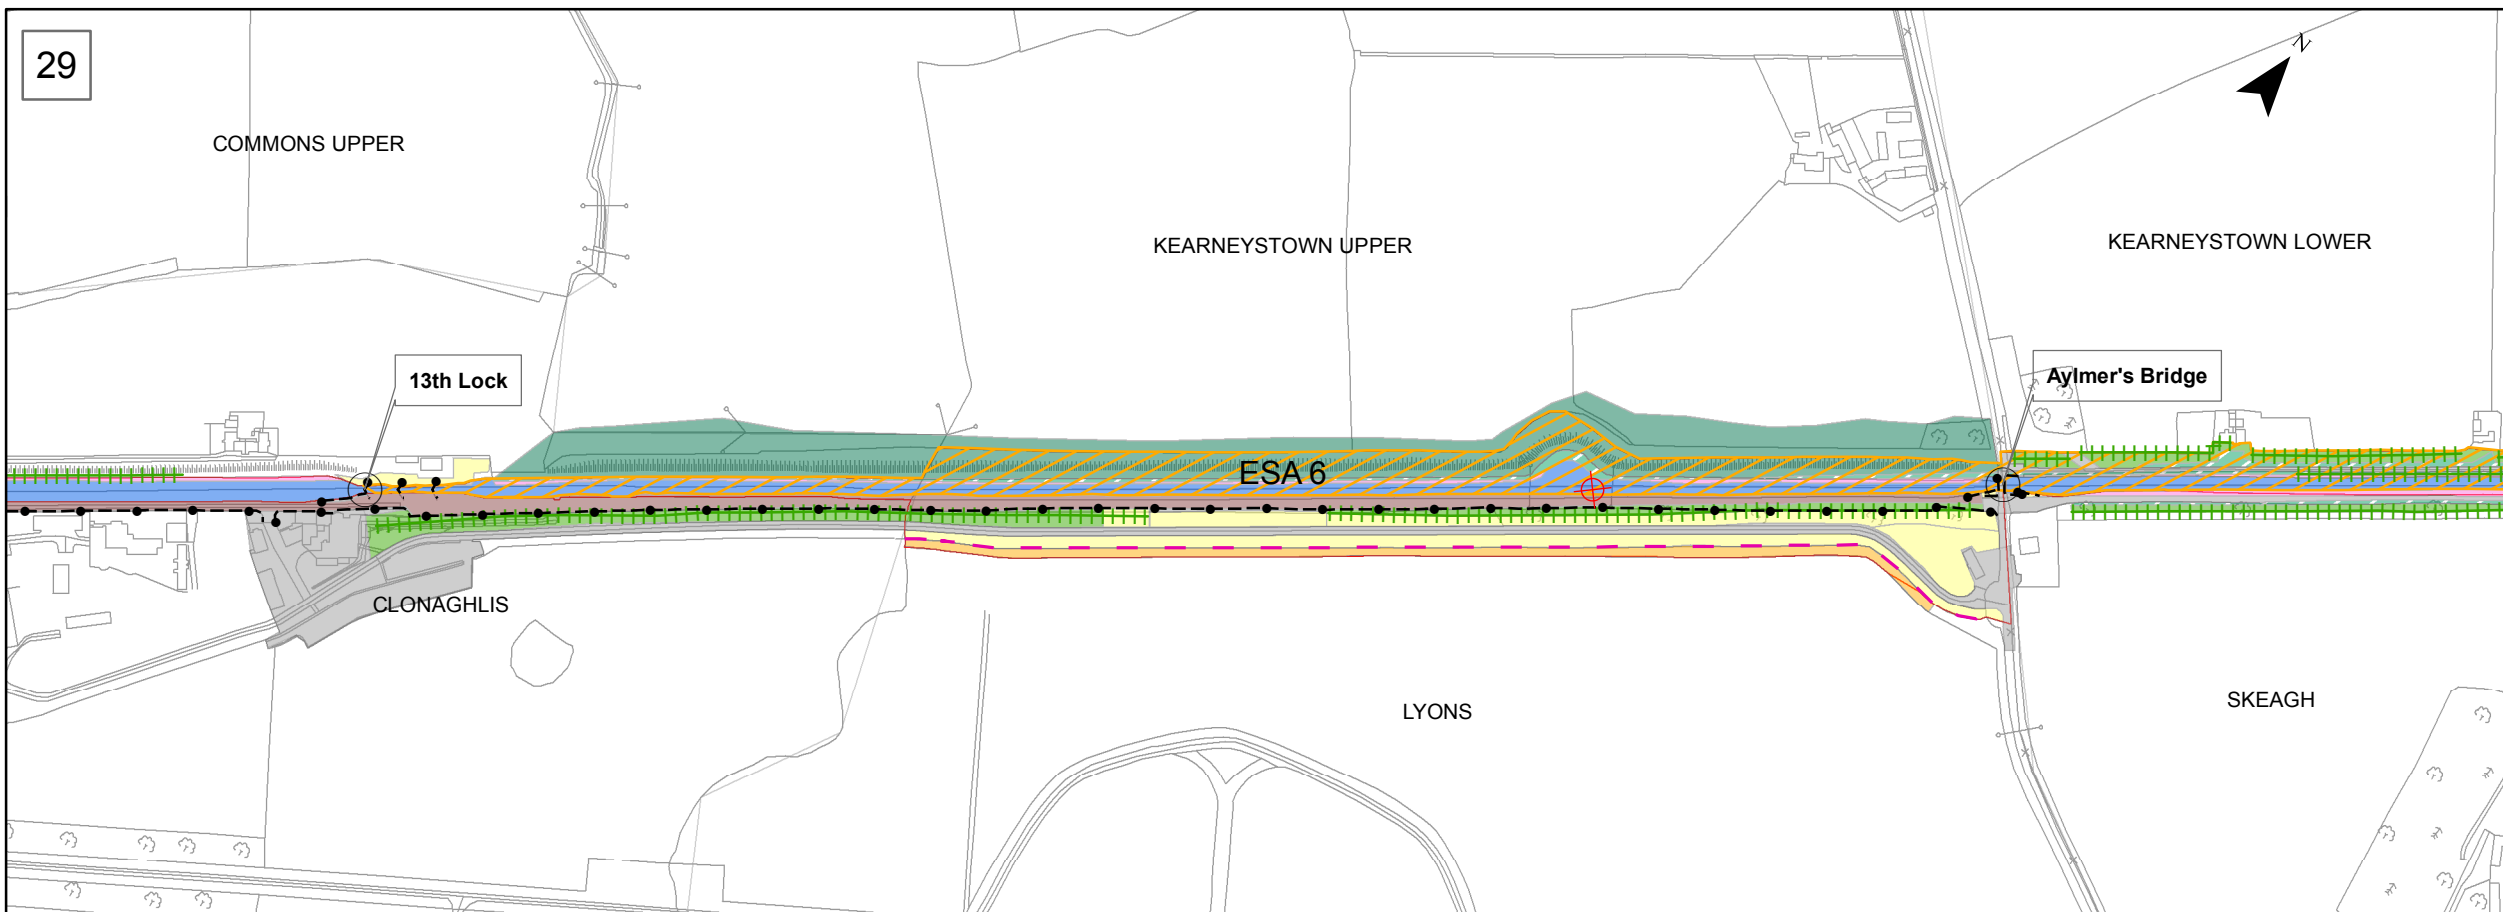 29
N
COMMONS UPPER
KEARNEYSTOWN UPPER
KEARNEYSTOWN LOWER
13th Lock
Aylmer's Bridge
ESA 6
CLONAGHLIS
LYONS
SKEAGH